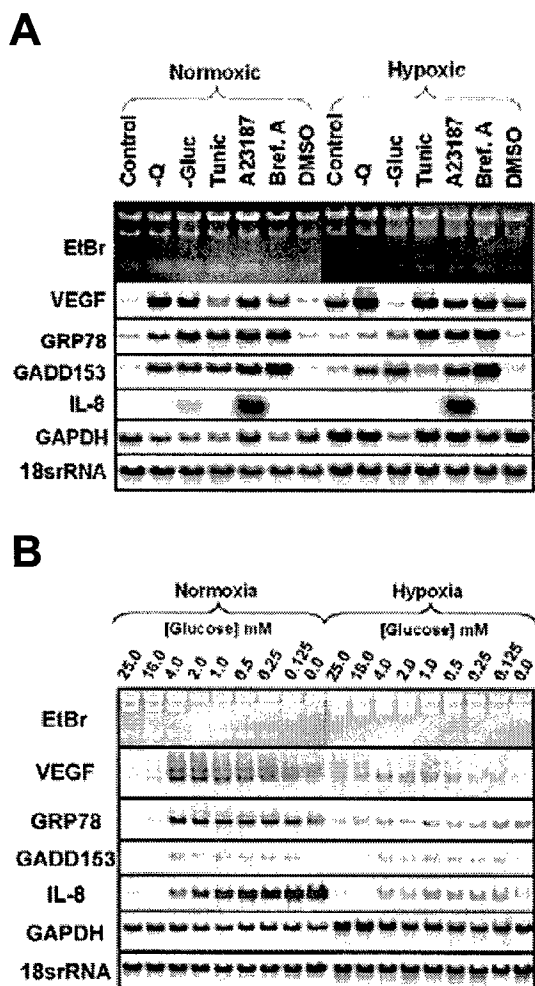 A
Normoxic Hypoxic
Control -Q -Gluc Tunic A23187 Bref. A DMSO Control -Q -Gluc Tunic A23187 Bref. A DMSO
EtBr
VEGF
GRP78
GADD153
IL-8
GAPDH
18srRNA
B
Normoxia Hypoxia
[Glucose] mM [Glucose] mM
25.0 16.0 4.0 2.0 1.0 0.5 0.25 0.125 0.0 25.0 16.0 4.0 2.0 1.0 0.5 0.25 0.125 0.0
EtBr
VEGF
GRP78
GADD153
IL-8
GAPDH
18srRNA